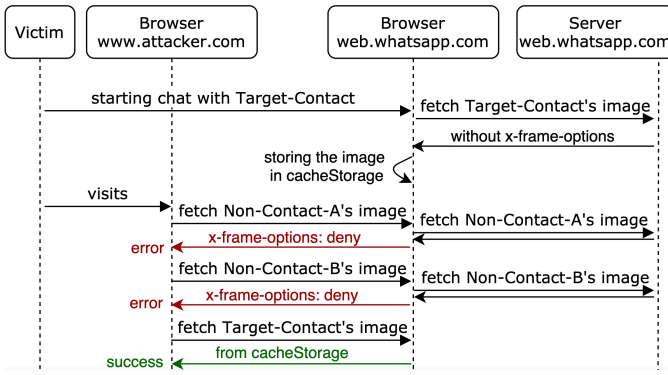 Victim
Browser
www.attacker.com
Browser
web.whatsapp.com
Server
web.whatsapp.com
starting chat with Target-Contact
fetch Target-Contact's image
without x-frame-options
storing the image
in cacheStorage
visits
fetch Non-Contact-A's image
fetch Non-Contact-A's image
x-frame-options: deny
error
fetch Non-Contact-B's image
fetch Non-Contact-B's image
x-frame-options: deny
error
fetch Target-Contact's image
from cacheStorage
success